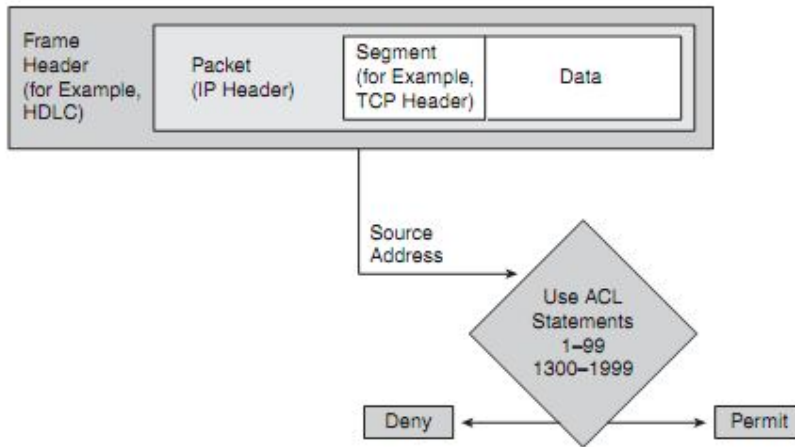 Frame
Header
(for Example,
HDLC)
Packet
(IP Header)
Segment
(for Example,
TCP Header)
Data
Source
Address
Use ACL
Statements
1–99
1300–1999
Deny
Permit